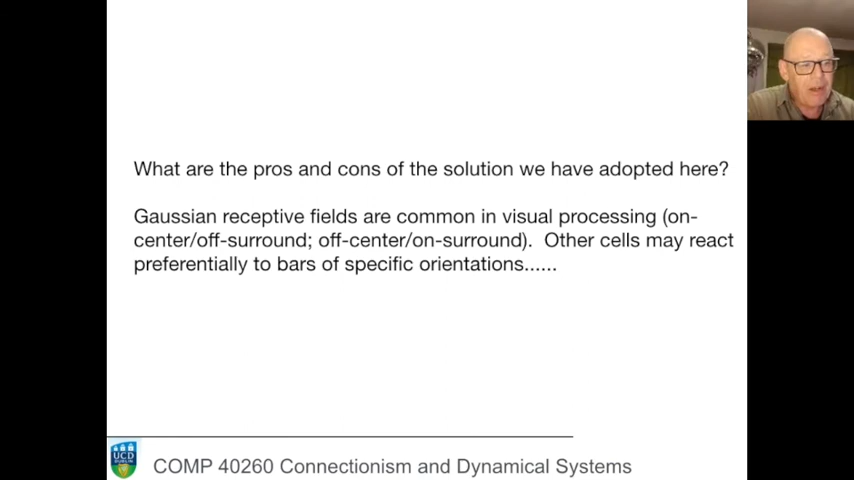 What are the pros and cons of the solution we have adopted here?
Gaussian receptive fields are common in visual processing (on-
center/off-surround; off-center/on-surround).  Other cells may react
preferentially to bars of specific orientations......
UCD
DUBLIN
COMP 40260 Connectionism and Dynamical Systems